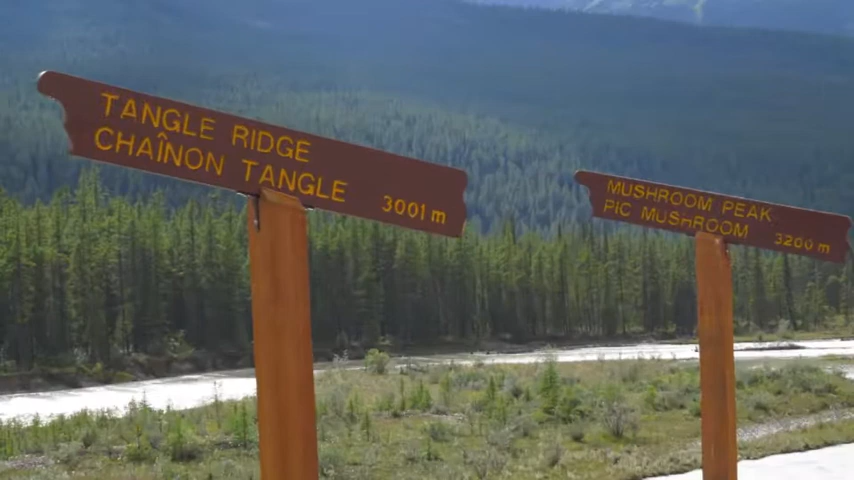 TANGLE RIDGE
CHAÎNON TANGLE 3001 m
MUSHROOM PEAK
PIC MUSHROOM 3200 m